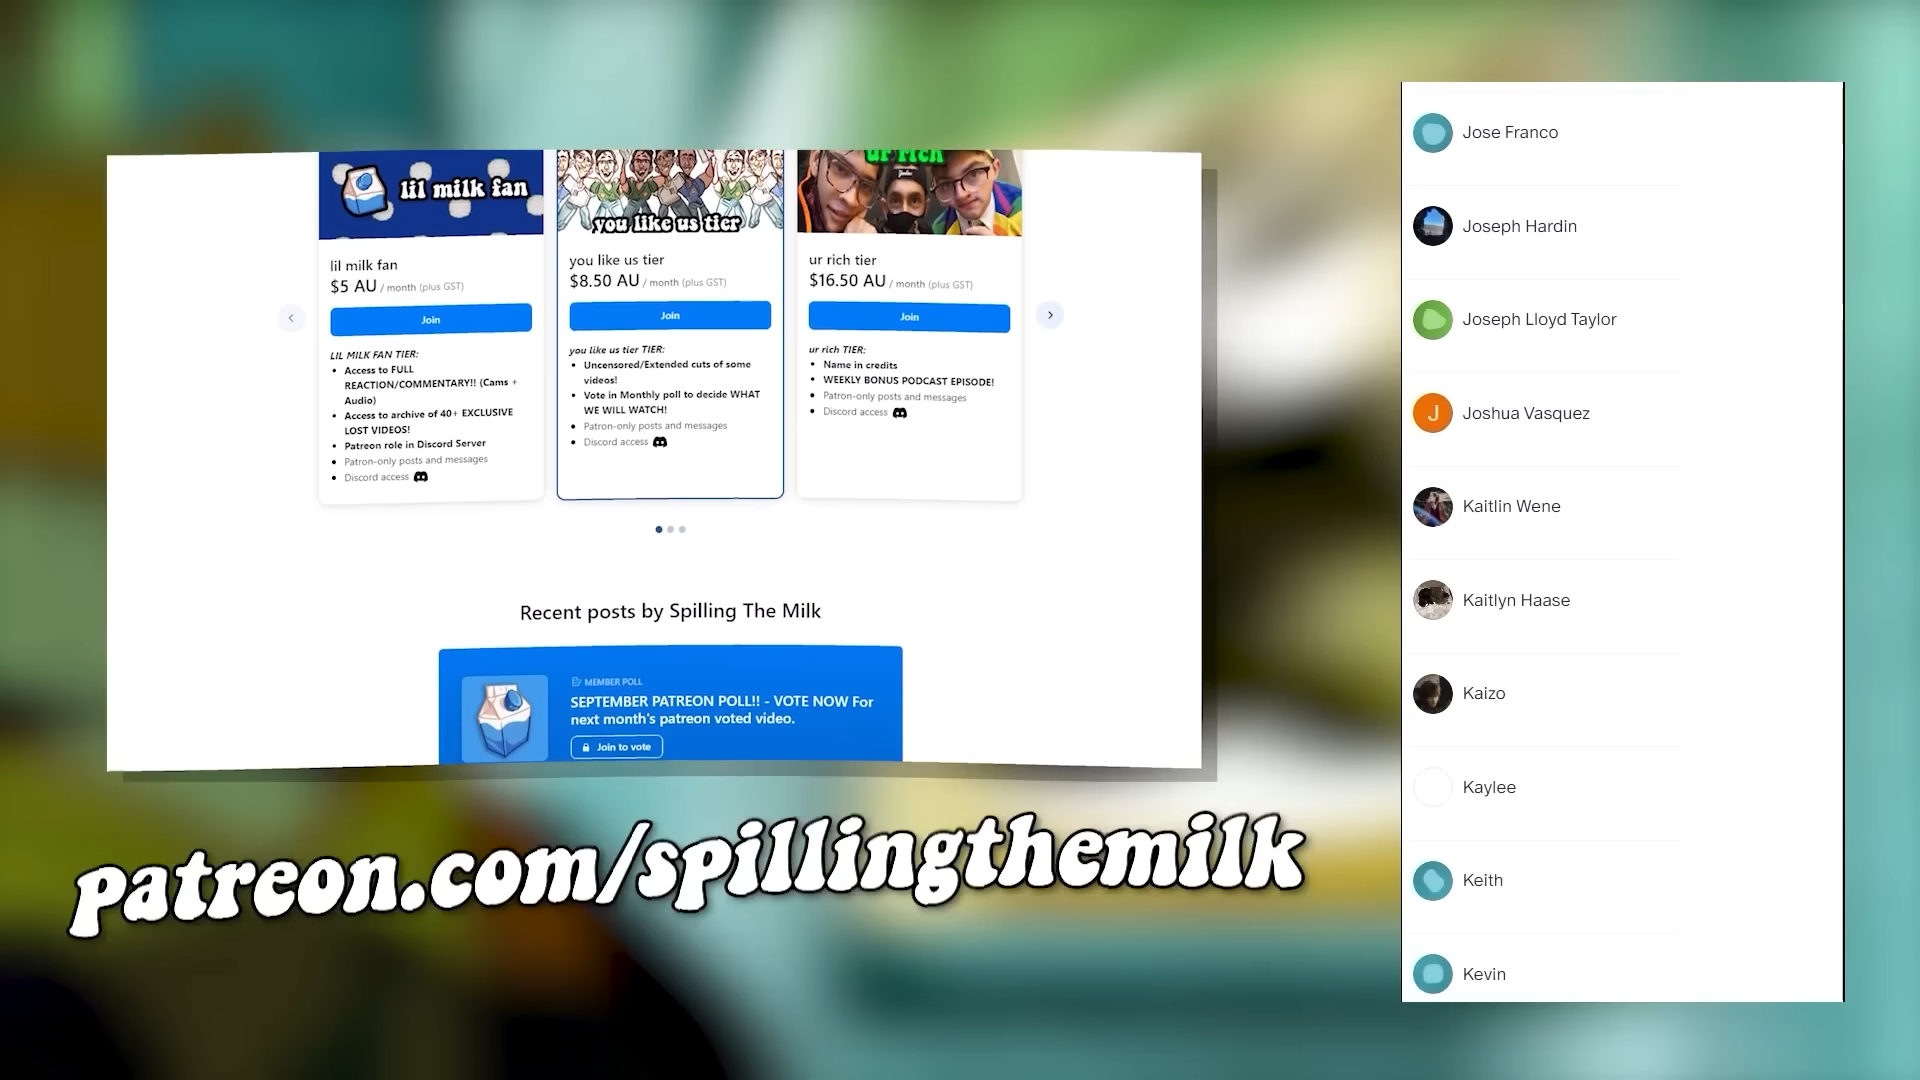 lil milk fan
lil milk fan
$5 AU / month (plus GST)
Join
LIL MILK FAN TIER:
Access to FULL
REACTION/COMMENTARY!! (Cams +
Audio)
Access to archive of 40+ EXCLUSIVE
LOST VIDEOS!
Patreon role in Discord Server
Patron-only posts and messages
Discord access
you like us tier
you like us tier
$8.50 AU / month (plus GST)
Join
you like us tier TIER:
Uncensored/Extended cuts of some
videos!
Vote in Monthly poll to decide WHAT
WE WILL WATCH!
Patron-only posts and messages
Discord access
ur rich
ur rich tier
$16.50 AU / month (plus GST)
Join
ur rich TIER:
Name in credits
WEEKLY BONUS PODCAST EPISODE!
Patron-only posts and messages
Discord access
Recent posts by Spilling The Milk
MEMBER POLL
SEPTEMBER PATREON POLL!! - VOTE NOW For
next month's patreon voted video.
Join to vote
patreon.com/spillingthemilk
Jose Franco
Joseph Hardin
Joseph Lloyd Taylor
J
Joshua Vasquez
Kaitlin Wene
Kaitlyn Haase
Kaizo
Kaylee
Keith
Kevin